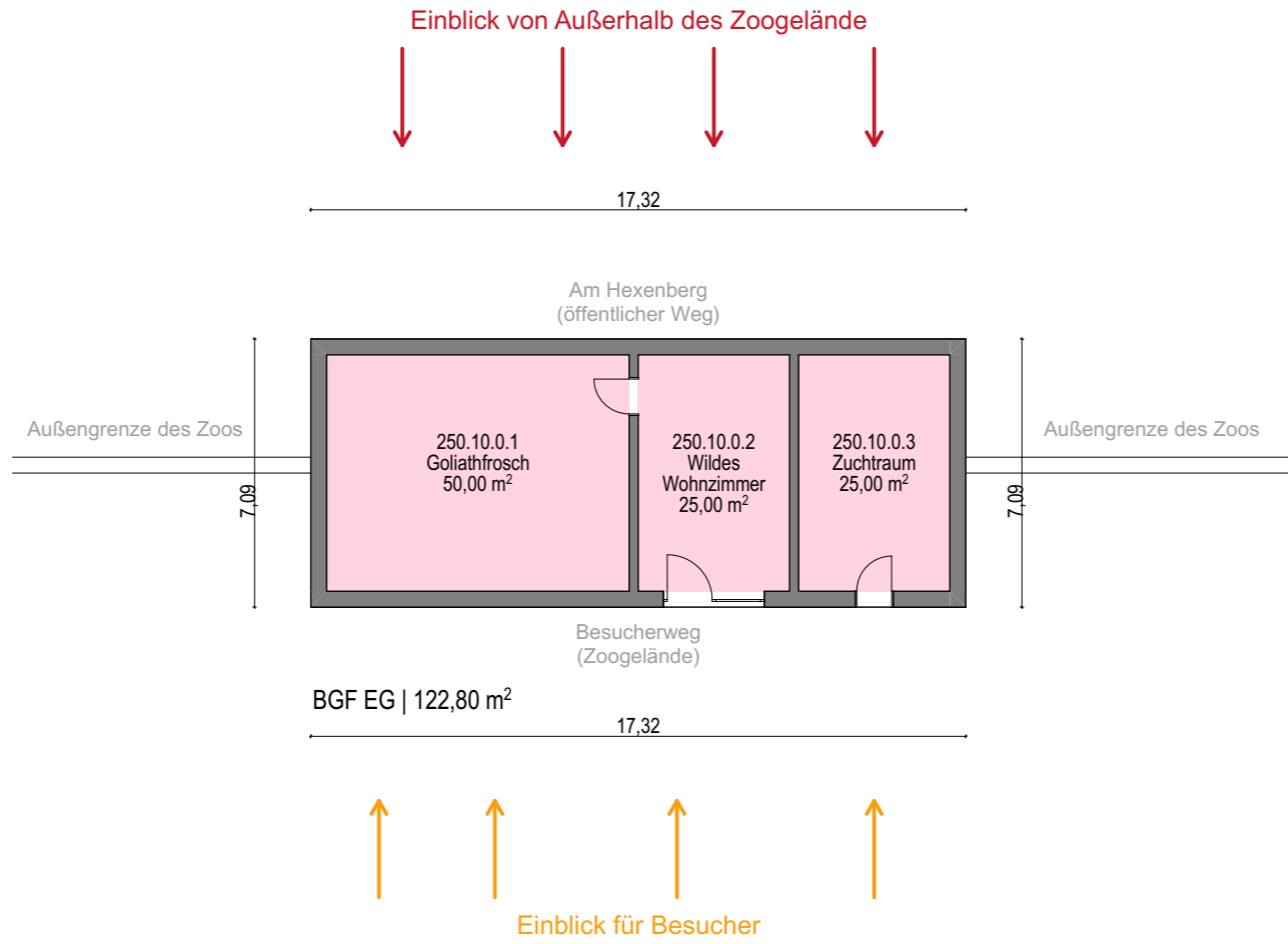 Einblick von Außerhalb des Zoogelände
17,32
Am Hexenberg
(öffentlicher Weg)
Außengrenze des Zoos
Außengrenze des Zoos
7,09
7,09
250.10.0.1
Goliathfrosch
50,00 m²
250.10.0.2
Wildes
Wohnzimmer
25,00 m²
250.10.0.3
Zuchtraum
25,00 m²
Besucherweg
(Zoogelände)
BGF EG | 122,80 m²
17,32
Einblick für Besucher